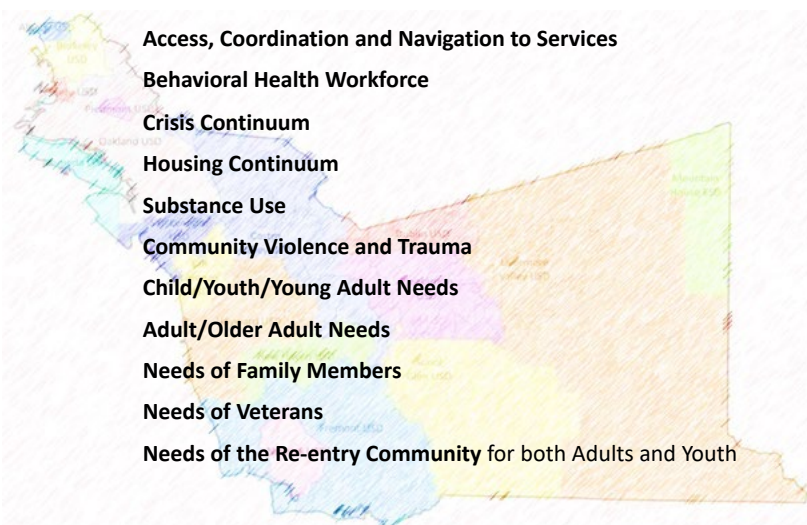 Access, Coordination and Navigation to Services
Behavioral Health Workforce
Crisis Continuum
Housing Continuum
Substance Use
Community Violence and Trauma
Child/Youth/Young Adult Needs
Adult/Older Adult Needs
Needs of Family Members
Needs of Veterans
Needs of the Re-entry Community for both Adults and Youth